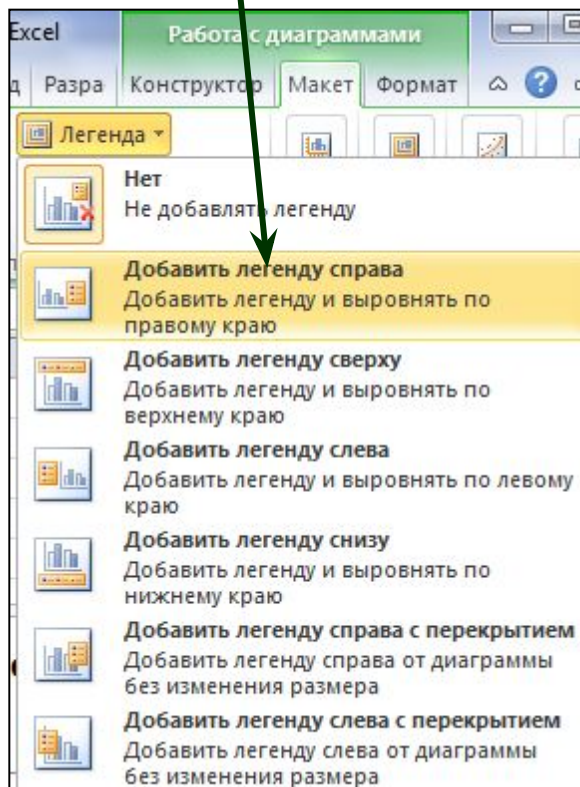 Excel
Работа с диаграммами
д Разра Конструктор Макет Формат
Легенда
Нет
Не добавлять легенду
Добавить легенду справа
Добавить легенду и выровнять по
правому краю
Добавить легенду сверху
Добавить легенду и выровнять по
верхнему краю
Добавить легенду слева
Добавить легенду и выровнять по левому
краю
Добавить легенду снизу
Добавить легенду и выровнять по
нижнему краю
Добавить легенду справа с перекрытием
Добавить легенду справа от диаграммы
без изменения размера
Добавить легенду слева с перекрытием
Добавить легенду слева от диаграммы
без изменения размера